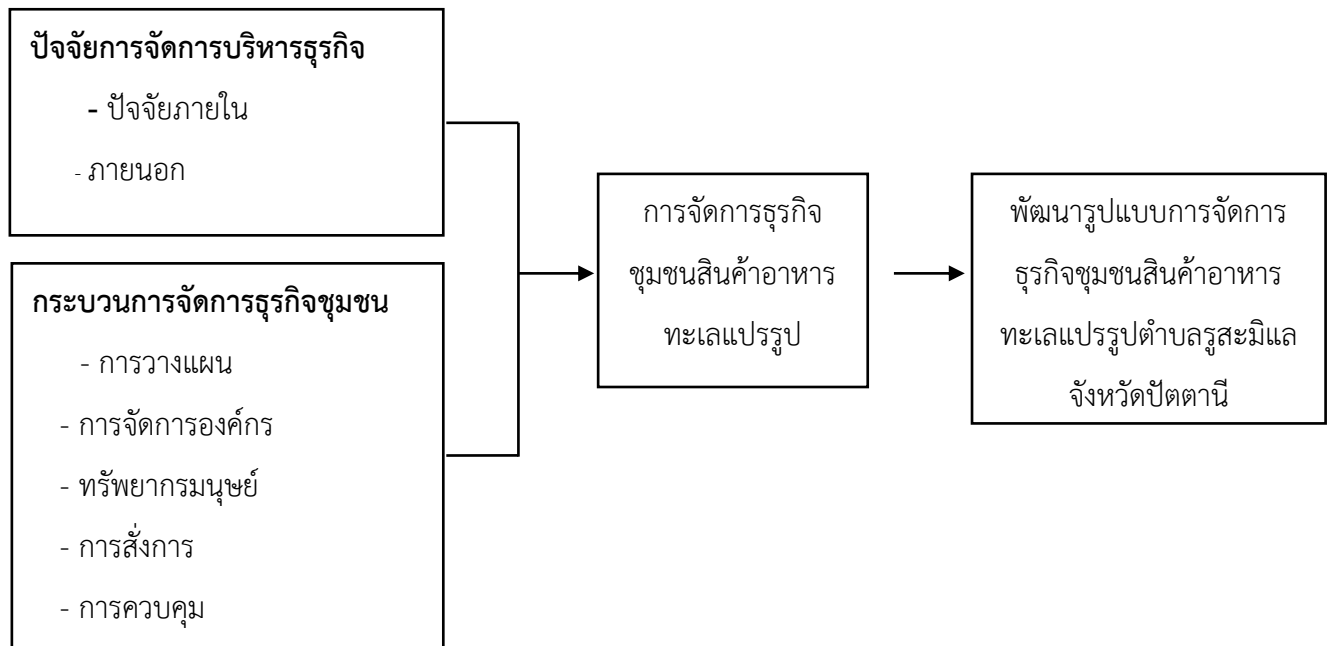 ปัจจัยการจัดการบริหารธุรกิจ
- ปัจจัยภายใน
- ภายนอก
กระบวนการจัดการธุรกิจชุมชน
- การวางแผน
- การจัดการองค์กร
- ทรัพยากรมนุษย์
- การสั่งการ
- การควบคุม
การจัดการธุรกิจ
ชุมชนสินค้าอาหาร
ทะเลแปรรูป
พัฒนารูปแบบการจัดการ
ธุรกิจชุมชนสินค้าอาหาร
ทะเลแปรรูปตำบลรูสะมิแล
จังหวัดปัตตานี